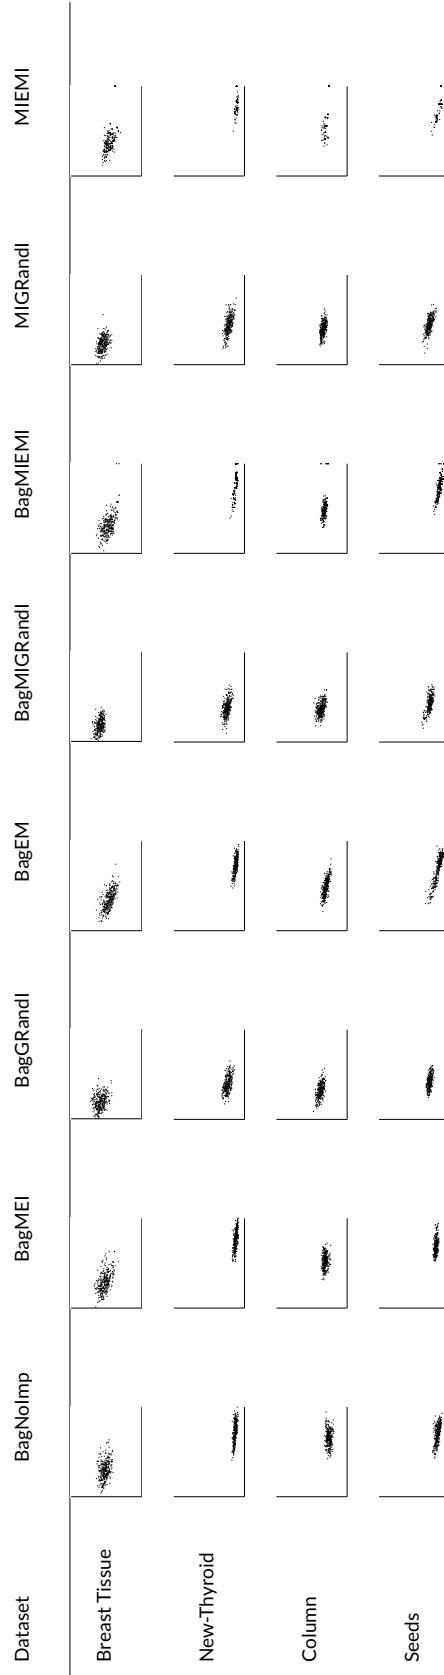 Dataset BagNoImp BagMEI BagGRandI BagEM BagMIGRandI BagMIEMI MIGRandI MIEMI
Breast Tissue
New-Thyroid
Column
Seeds